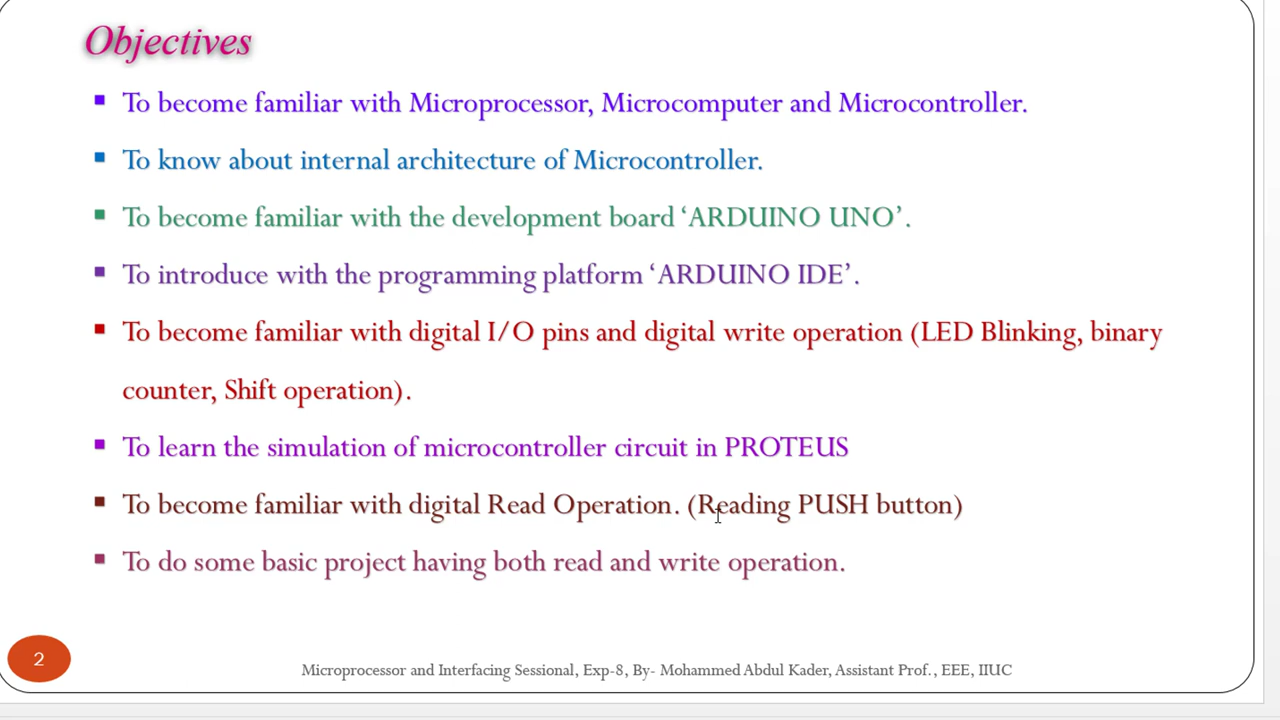 Objectives
To become familiar with Microprocessor, Microcomputer and Microcontroller.
To know about internal architecture of Microcontroller.
To become familiar with the development board ‘ARDUINO UNO’.
To introduce with the programming platform ‘ARDUINO IDE’.
To become familiar with digital I/O pins and digital write operation (LED Blinking, binary
counter, Shift operation).
To learn the simulation of microcontroller circuit in PROTEUS
To become familiar with digital Read Operation. (Reading PUSH button)
To do some basic project having both read and write operation.
2
Microprocessor and Interfacing Sessional, Exp-8, By- Mohammed Abdul Kader, Assistant Prof., EEE, IIUC